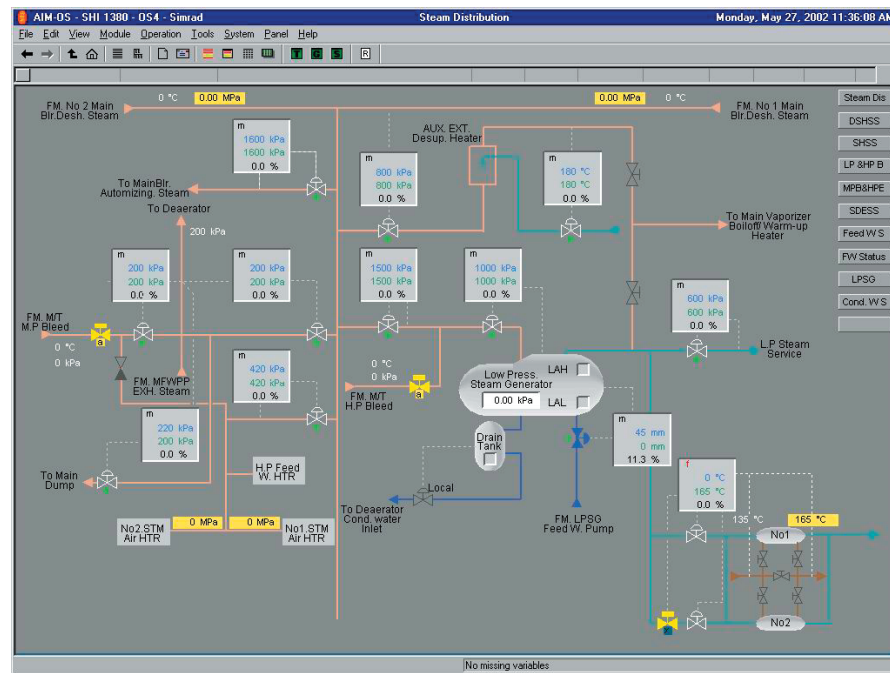 AIM-OS - SHI 1380 - OS4 - Simrad
Steam Distribution
Monday, May 27, 2002 11:36:08 AM
File Edit View Module Operation Tools System Panel Help
T G S R
0 °C 0.00 MPa
FM. No 2 Main
Blr.Desh. Steam
0.00 MPa 0 °C
FM. No 1 Main
Blr.Desh. Steam
m
1600 kPa
1600 kPa
0.0 %
To MainBlr.
Automizing. Steam
m
800 kPa
800 kPa
0.0 %
AUX. EXT.
Desup. Heater
m
180 °C
180 °C
0.0 %
To Main Vaporizer
Boiloff/ Warm-up
Heater
To Deaerator
200 kPa
m
200 kPa
200 kPa
0.0 %
m
200 kPa
200 kPa
0.0 %
m
1500 kPa
1500 kPa
0.0 %
m
1000 kPa
1000 kPa
0.0 %
m
600 kPa
600 kPa
0.0 %
L.P Steam
Service
FM. M/T
M.P Bleed
a
0 °C
0 kPa
FM. MFWPP
EXH. Steam
m
420 kPa
420 kPa
0.0 %
0 °C
0 kPa
FM. M/T
H.P Bleed
a
Low Press.
Steam Generator
0.00 kPa
LAH
LAL
m
220 kPa
200 kPa
0.0 %
To Main
Dump
H.P Feed
W. HTR
No2.STM
Air HTR
0 MPa
0 MPa
No1.STM
Air HTR
Drain
Tank
Local
To Deaerator
Cond. water
Inlet
FM. LPSG
Feed W. Pump
m
45 mm
0 mm
11.3 %
f
0 °C
165 °C
0.0 %
135 °C
165 °C
No1
No2
Steam Dis
DSHSS
SHSS
LP &HP B
MPB&HPE
SDESS
Feed W S
FW Status
LPSG
Cond. W S
No missing variables